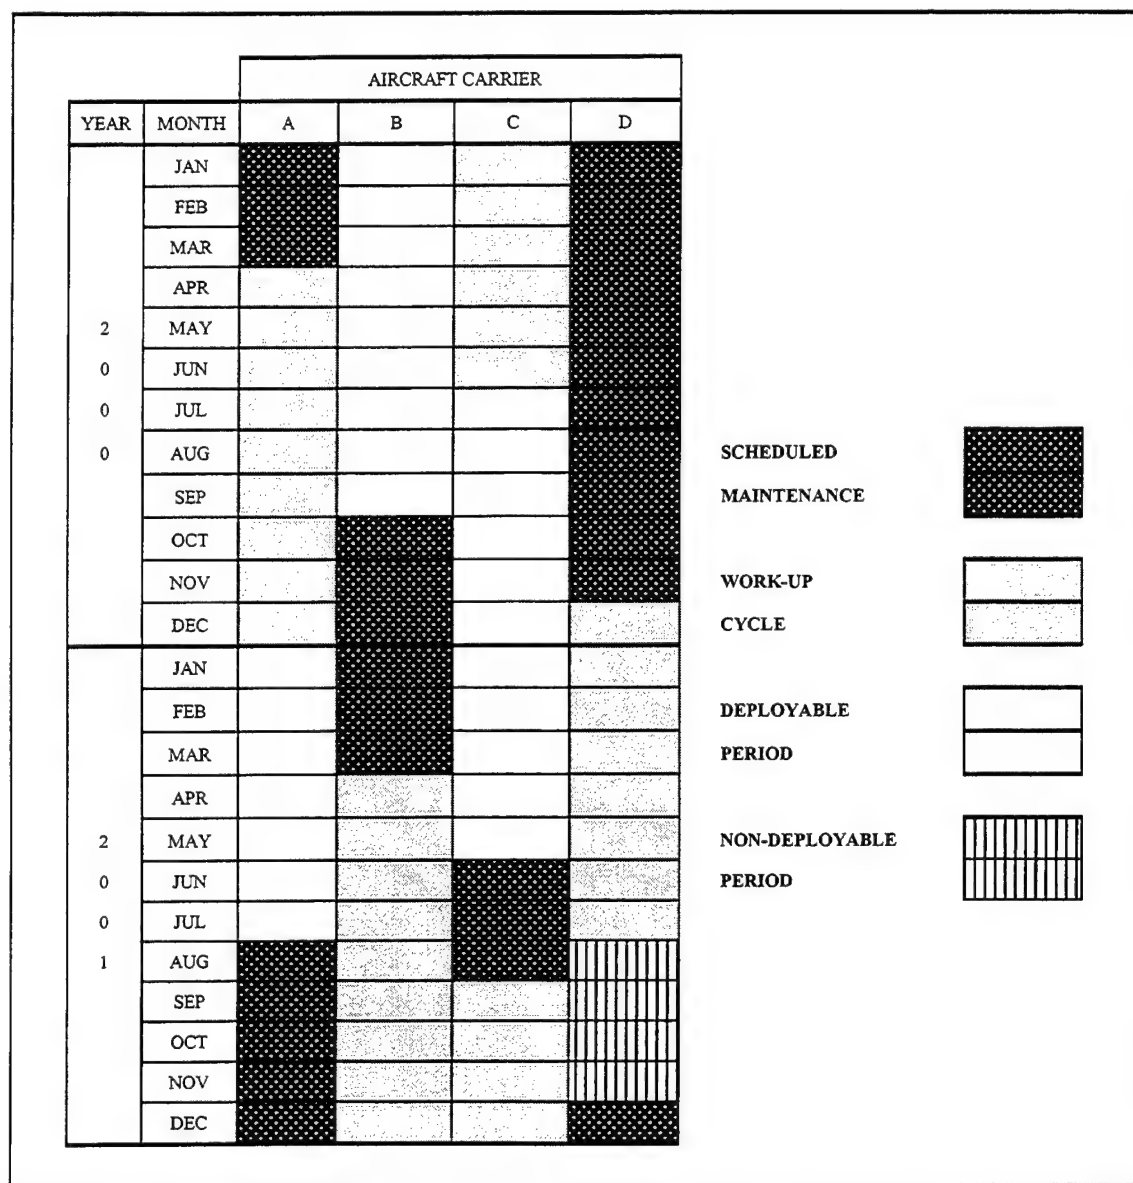 AIRCRAFT CARRIER
YEAR MONTH A B C D
JAN
FEB
MAR
APR
2 MAY
0 JUN
0 JUL
0 AUG
SEP
OCT
NOV
DEC
JAN
FEB
MAR
APR
2 MAY
0 JUN
0 JUL
1 AUG
SEP
OCT
NOV
DEC
SCHEDULED
MAINTENANCE
WORK-UP
CYCLE
DEPLOYABLE
PERIOD
NON-DEPLOYABLE
PERIOD